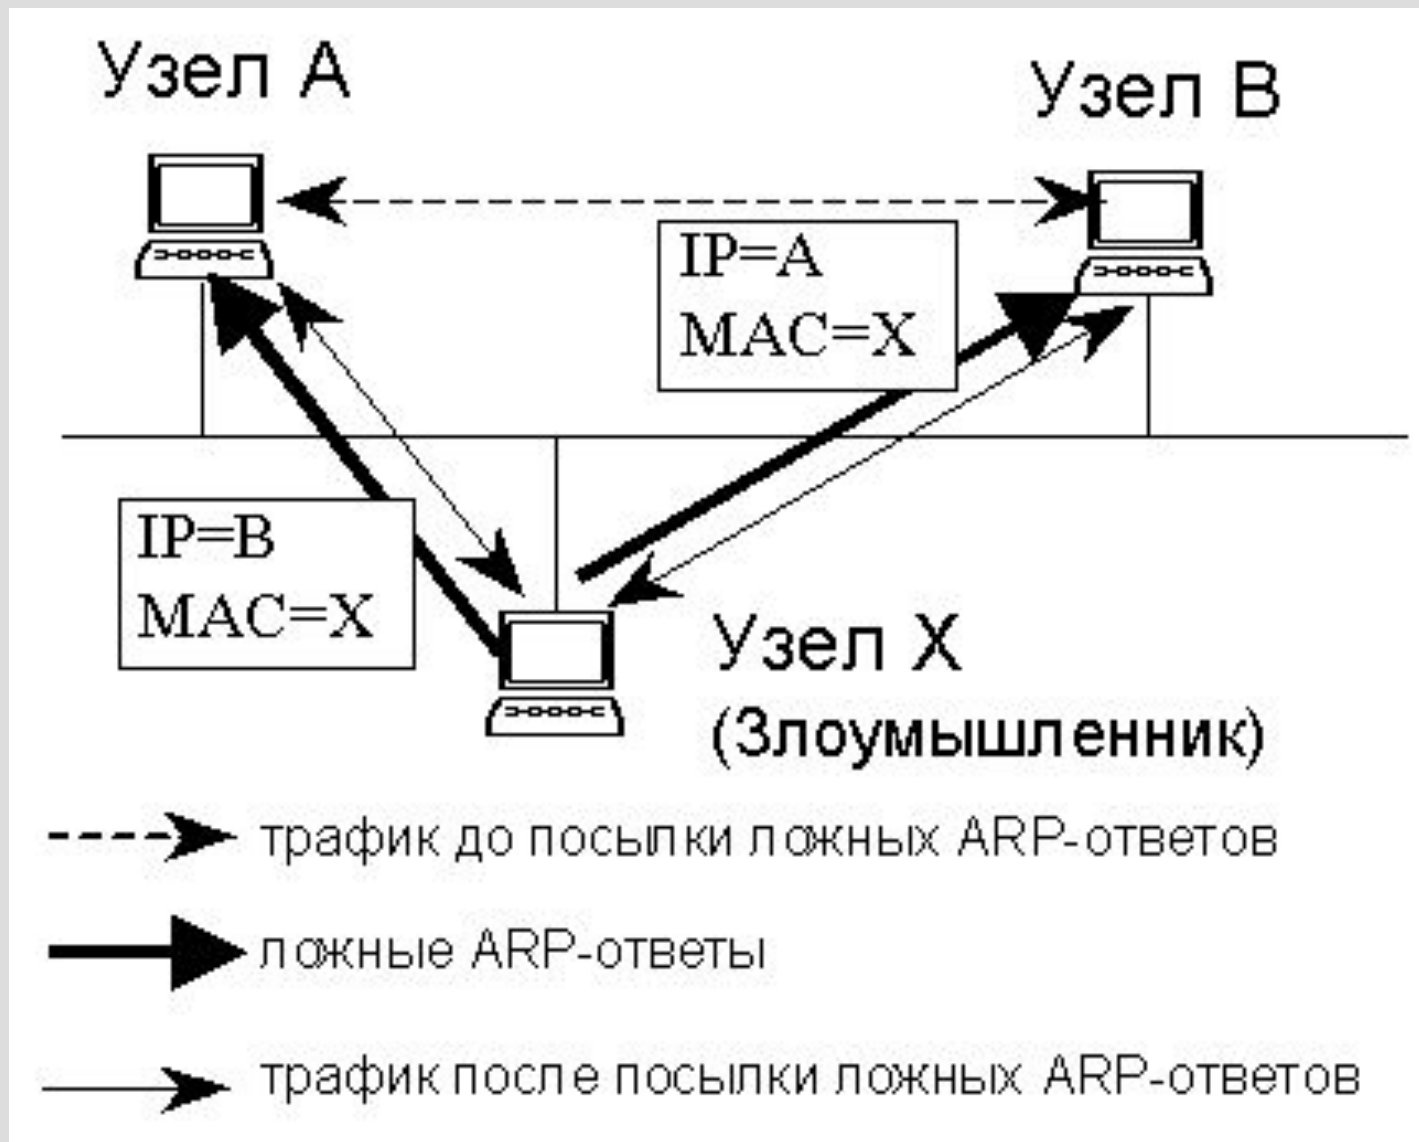 Узел А
Узел В
IP=A
MAC=X
IP=B
MAC=X
Узел X
(Злоумышленник)
трафик до посылки ложных ARP-ответов
ложные ARP-ответы
трафик после посылки ложных ARP-ответов